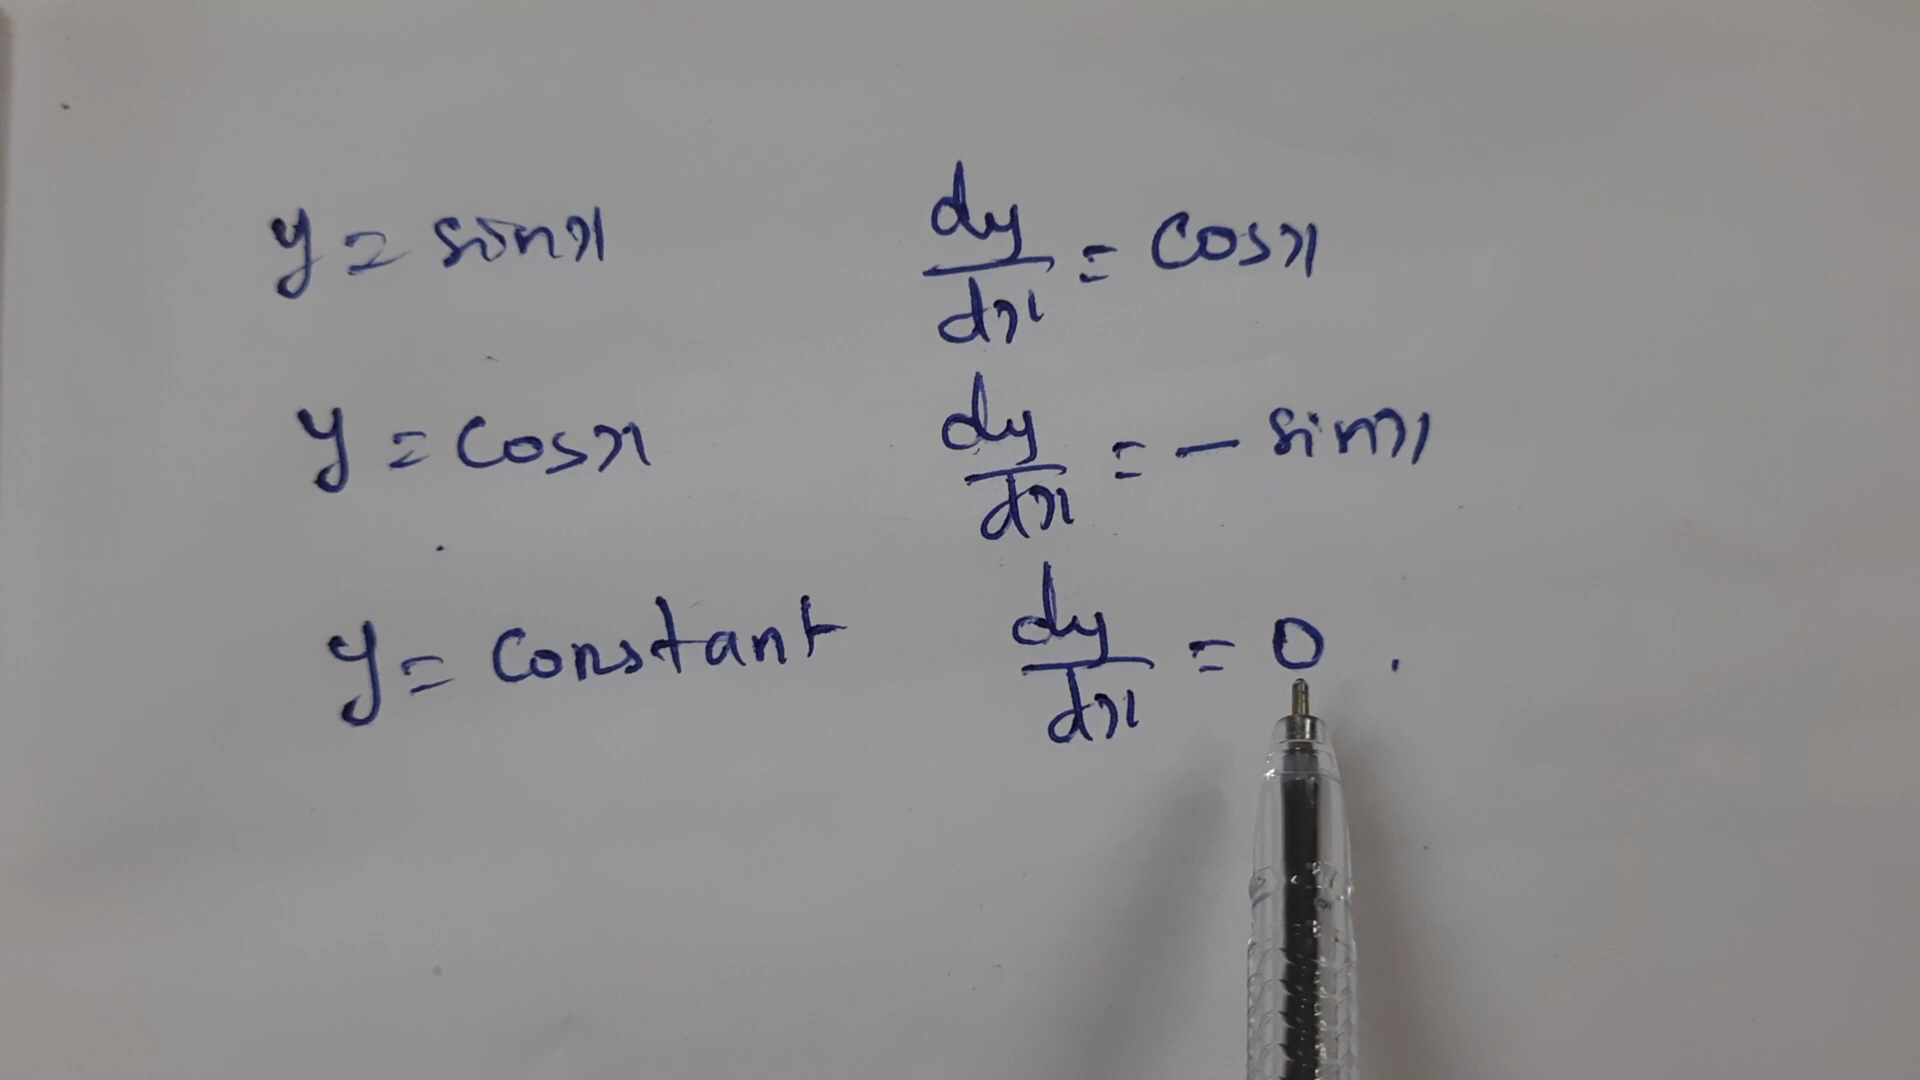 y = sinx dy/dx = cosx
y = cosx dy/dx = - sinx
y = constant dy/dx = 0 .